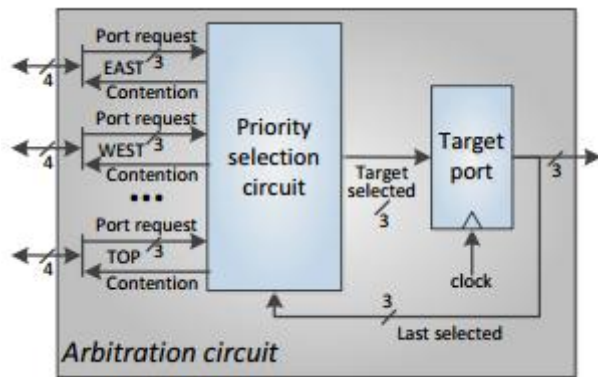 Port request
3
EAST
4
Contention
Port request
3
WEST
4
Contention
...
Port request
3
TOP
4
Contention
Priority
selection
circuit
Target
selected
3
Target
port
3
clock
3
Last selected
Arbitration circuit